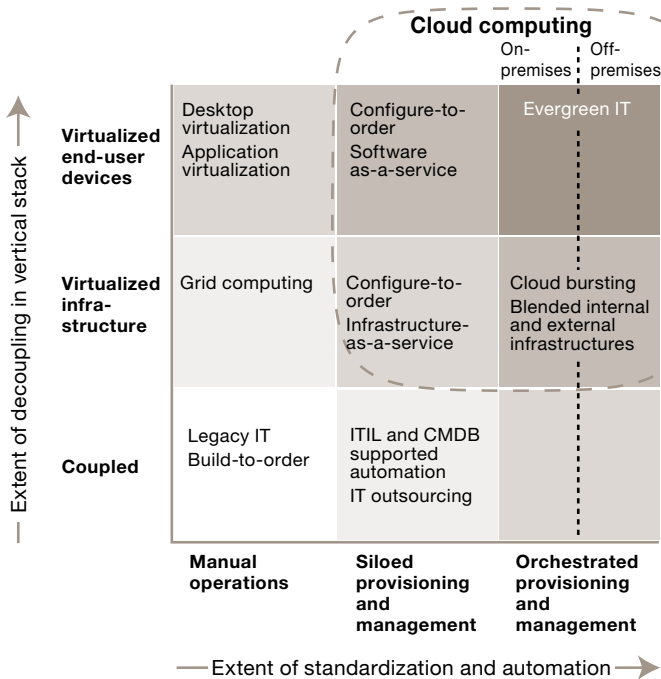 Cloud computing
On-
premises
Off-
premises
Extent of decoupling in vertical stack
Virtualized
end-user
devices
Desktop
virtualization
Application
virtualization
Configure-to-
order
Software
as-a-service
Evergreen IT
Virtualized
infra-
structure
Grid computing
Configure-to-
order
Infrastructure-
as-a-service
Cloud bursting
Blended internal
and external
infrastructures
Coupled
Legacy IT
Build-to-order
ITIL and CMDB
supported
automation
IT outsourcing
Manual
operations
Siloed
provisioning
and
management
Orchestrated
provisioning
and
management
Extent of standardization and automation